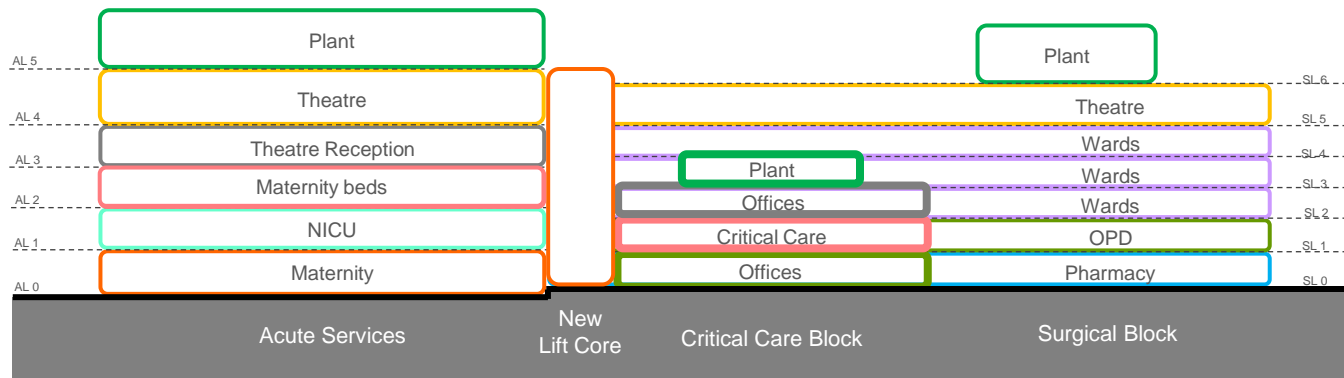 Plant
AL 5
Theatre
AL 4
Theatre Reception
AL 3
Maternity beds
AL 2
NICU
AL 1
Maternity
AL 0
Acute Services
New
Lift Core
Plant
Offices
Critical Care
Offices
Critical Care Block
Plant
SL 6
Theatre
SL 5
Wards
SL 4
Wards
SL 3
Wards
SL 2
OPD
SL 1
Pharmacy
SL 0
Surgical Block